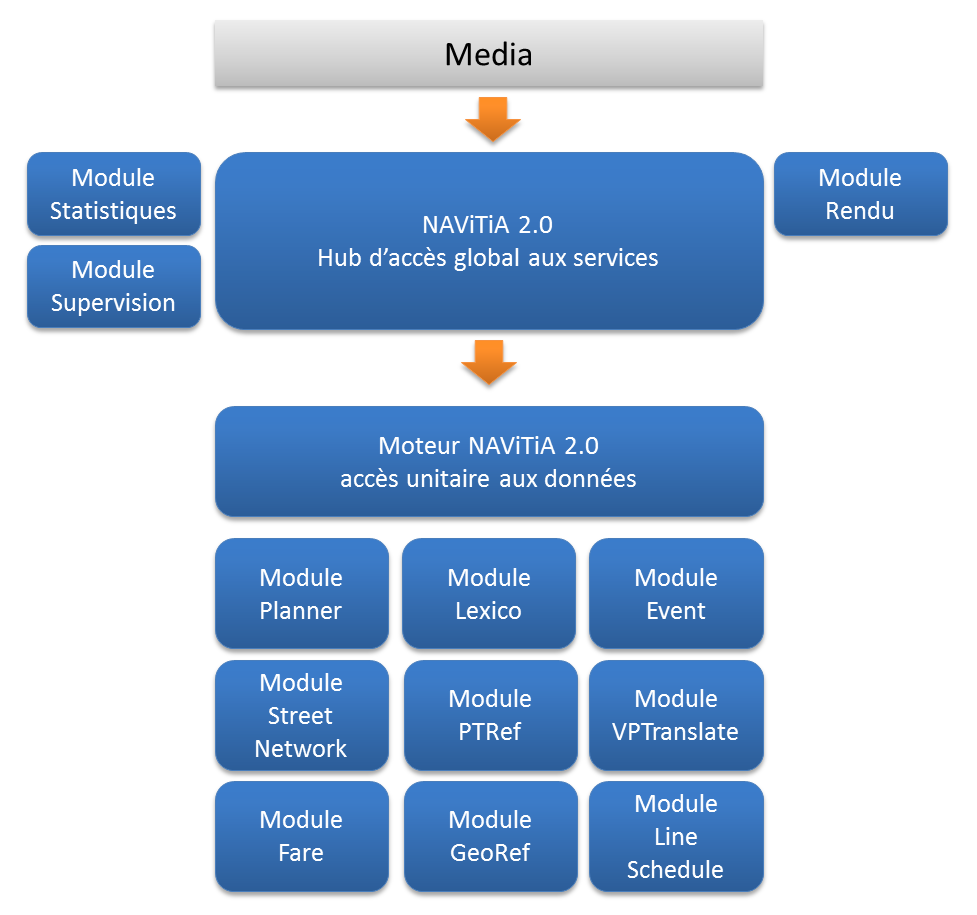 Media
Module
Statistiques
NAViTiA 2.0
Hub d’accès global aux services
Module
Rendu
Module
Supervision
Moteur NAViTiA 2.0
accès unitaire aux données
Module
Planner
Module
Lexico
Module
Event
Module
Street
Network
Module
PTRef
Module
VPTranslate
Module
Fare
Module
GeoRef
Module
Line
Schedule